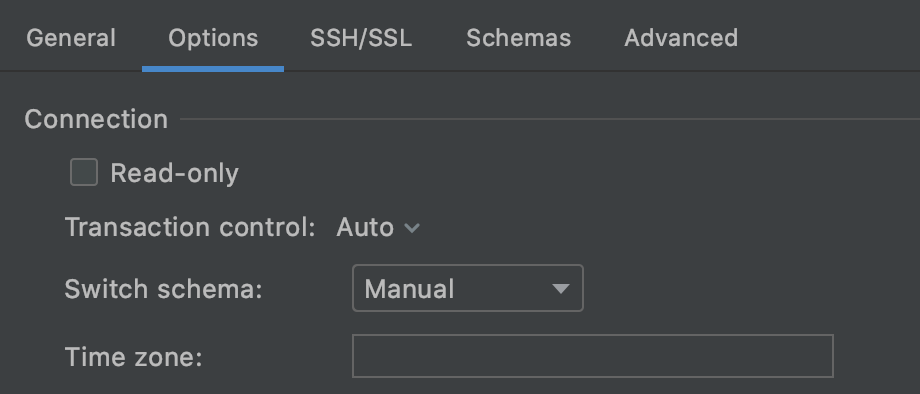 General Options SSH/SSL Schemas Advanced
Connection
Read-only
Transaction control: Auto
Switch schema: Manual
Time zone: